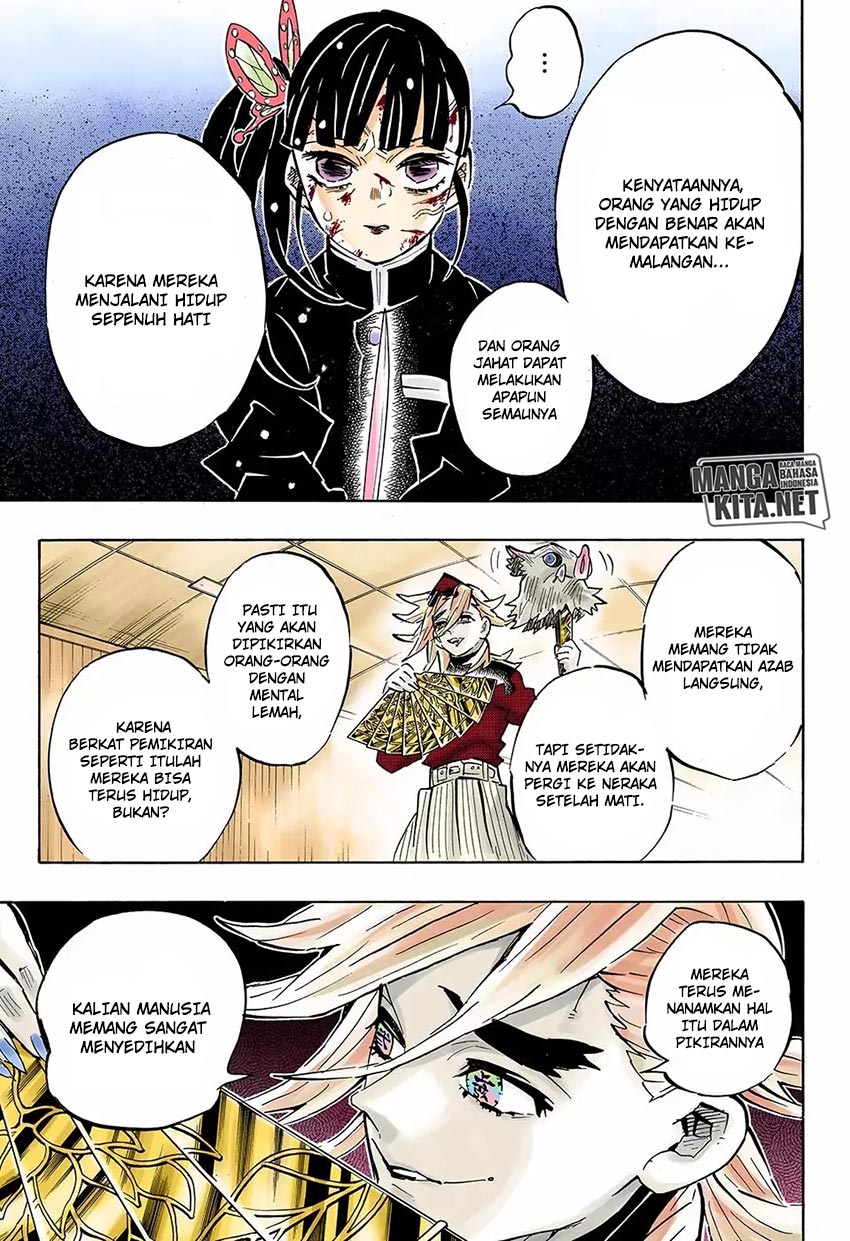 ...
KENYATAANNYA,
ORANG YANG HIDUP
DENGAN BENAR AKAN
MENDAPATKAN KE-
MALANGAN...
DAN ORANG
JAHAT DAPAT
MELAKUKAN
APAPUN
SEMAUNYA
KARENA MEREKA
MENJALANI HIDUP
SEPENUH HATI
MANGA
KITA.NET
BACA MANGA
BAHASA
INDONESIA
MEREKA
MEMANG TIDAK
MENDAPATKAN AZAB
LANGSUNG,
TAPI SETIDAK-
NYA MEREKA AKAN
PERGI KE NERAKA
SETELAH MATI.
PASTI ITU
YANG AKAN
DIPIKIRKAN
ORANG-ORANG
DENGAN
MENTAL
LEMAH,
KARENA
BERKAT PEMIKIRAN
SEPERTI ITULAH
MEREKA BISA
TERUS HIDUP,
BUKAN?
MEREKA
TERUS ME-
NANAMKAN HAL
ITU DALAM
PIKIRANNYA
KALIAN MANUSIA
MEMANG SANGAT
MENYEDIHKAN